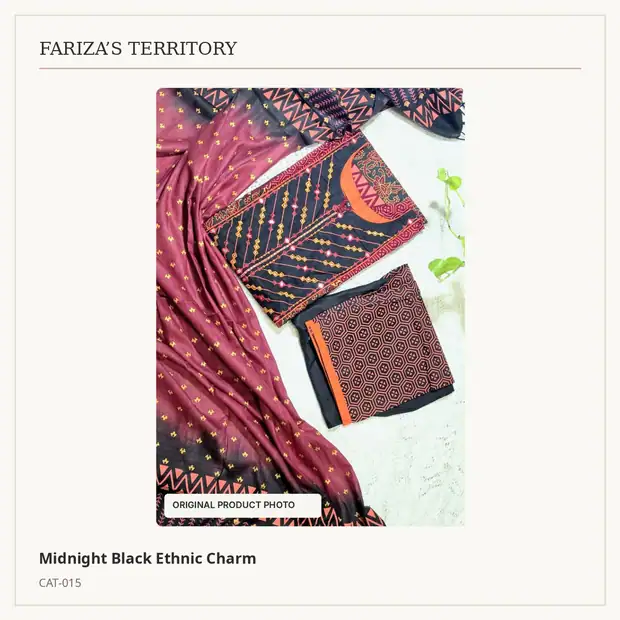 FARIZA’S TERRITORY
ORIGINAL PRODUCT PHOTO
Midnight Black Ethnic Charm
CAT-015